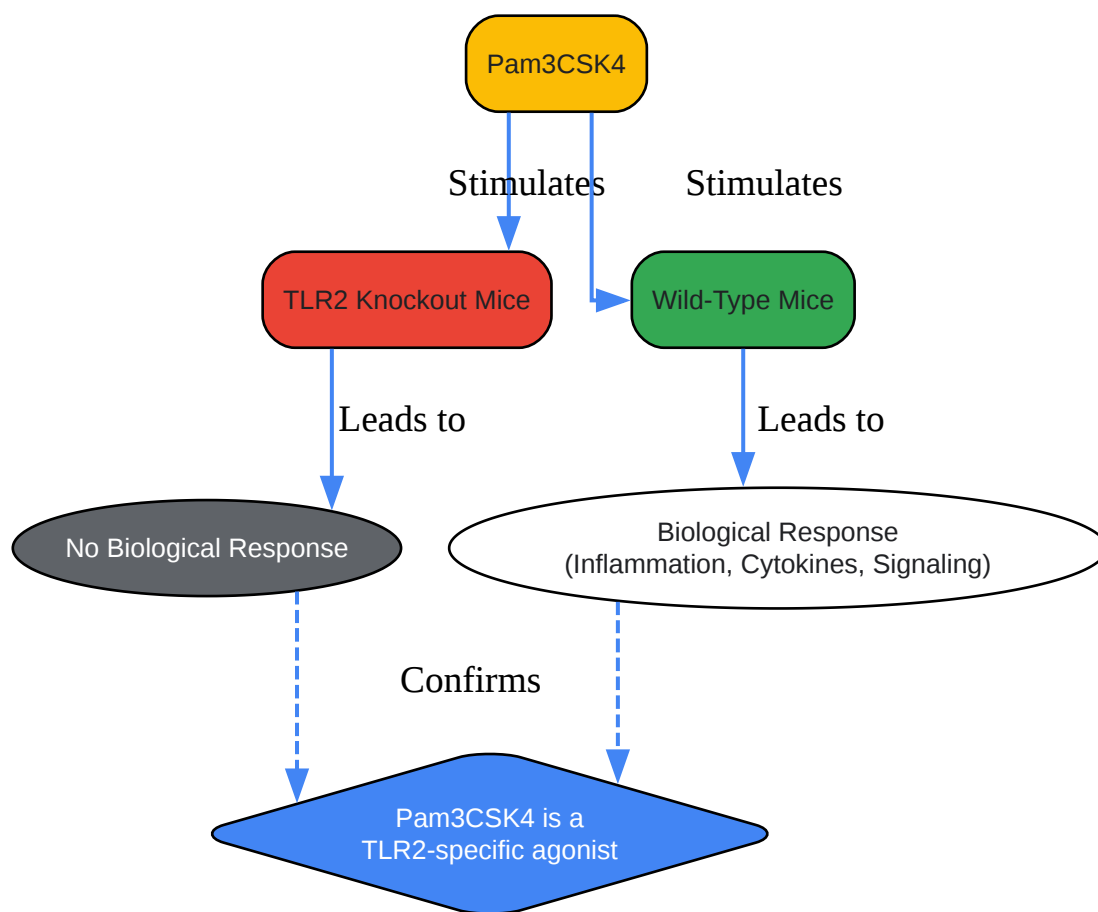 Pam3CSK4
Stimulates
Stimulates
TLR2 Knockout Mice
Wild-Type Mice
Leads to
Leads to
No Biological Response
Biological Response
(Inflammation, Cytokines, Signaling)
Confirms
Pam3CSK4 is a
TLR2-specific agonist